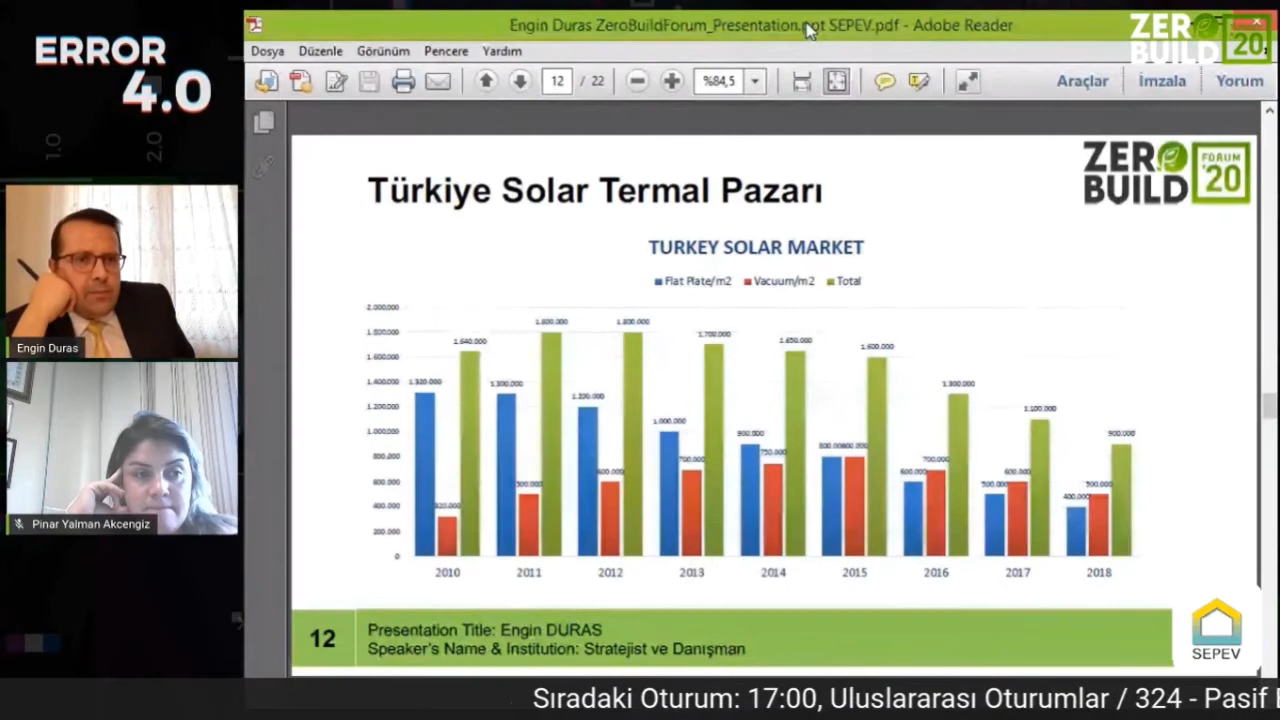 ERROR
4.0
1.0
2.0
Engin Duras
Pınar Yalman Akcengiz
Engin Duras ZeroBuildForum_Presentation.ppt SEPEV.pdf - Adobe Reader
Dosya Düzenle Görünüm Pencere Yardım
12 / 22 %84,5 Araçlar İmzala Yorum
ZERO
BUILD
'20
ZERO
BUILD
FORUM
'20
Türkiye Solar Termal Pazarı
TURKEY SOLAR MARKET
Flat Plate/m2 Vacuum/m2 Total
2.000.000
1.800.000
1.600.000
1.400.000
1.200.000
1.000.000
800.000
600.000
400.000
200.000
0
1.320.000 320.000 1.640.000
1.300.000 500.000 1.800.000
1.200.000 600.000 1.800.000
1.000.000 700.000 1.700.000
900.000 750.000 1.650.000
800.000 800.000 1.600.000
600.000 700.000 1.300.000
500.000 600.000 1.100.000
400.000 500.000 900.000
2010 2011 2012 2013 2014 2015 2016 2017 2018
12
Presentation Title: Engin DURAS
Speaker's Name & Institution: Stratejist ve Danışman
SEPEV
Sıradaki Oturum: 17:00, Uluslararası Oturumlar / 324 - Pasif